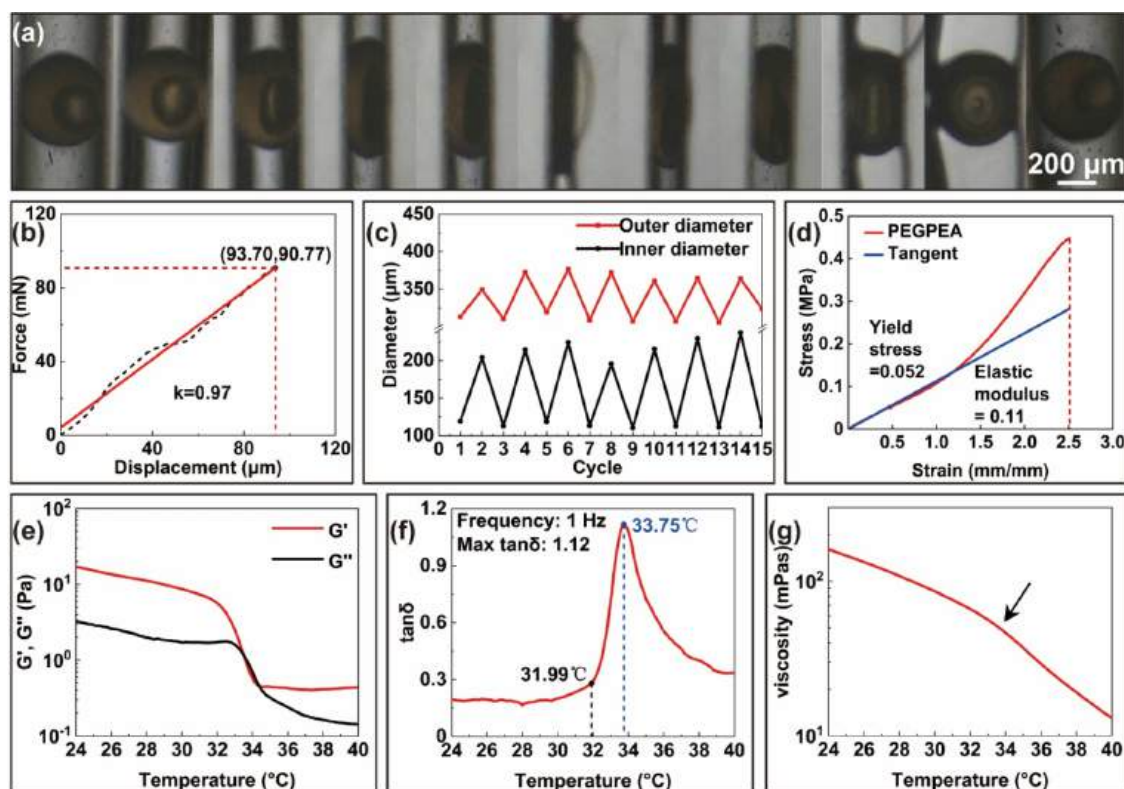 (a)
200 μm
(b)
120
80
40
0
0
40
80
120
Force (mN)
Displacement (μm)
(93.70,90.77)
k=0.97
(c)
450
350
200
150
100
0
1
2
3
4
5
6
7
8
9
10
11
12
13
14
15
Diameter (μm)
Cycle
Outer diameter
Inner diameter
(d)
0.5
0.4
0.3
0.2
0.1
0
0.5
1.0
1.5
2.0
2.5
3.0
Stress (MPa)
Strain (mm/mm)
PEGPEA
Tangent
Yield
stress
=0.052
Elastic
modulus
= 0.11
(e)
10²
10¹
10⁰
10⁻¹
24 26 28 30 32 34 36 38 40
G', G'' (Pa)
Temperature (°C)
G'
G''
(f)
1.2
0.9
0.6
0.3
0
24 26 28 30 32 34 36 38 40
tanδ
Temperature (°C)
Frequency: 1 Hz
Max tanδ: 1.12
33.75℃
31.99℃
(g)
10²
10¹
24 26 28 30 32 34 36 38 40
viscosity (mPas)
Temperature (°C)